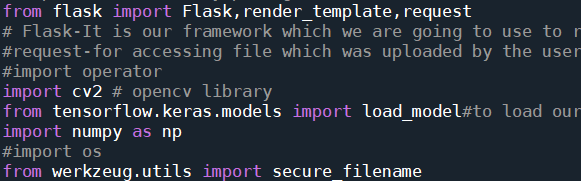 from flask import Flask,render_template,request
# Flask-It is our framework which we are going to use to r
#request-for accessing file which was uploaded by the user
#import operator
import cv2 # opencv library
from tensorflow.keras.models import load_model#to load our
import numpy as np
#import os
from werkzeug.utils import secure_filename